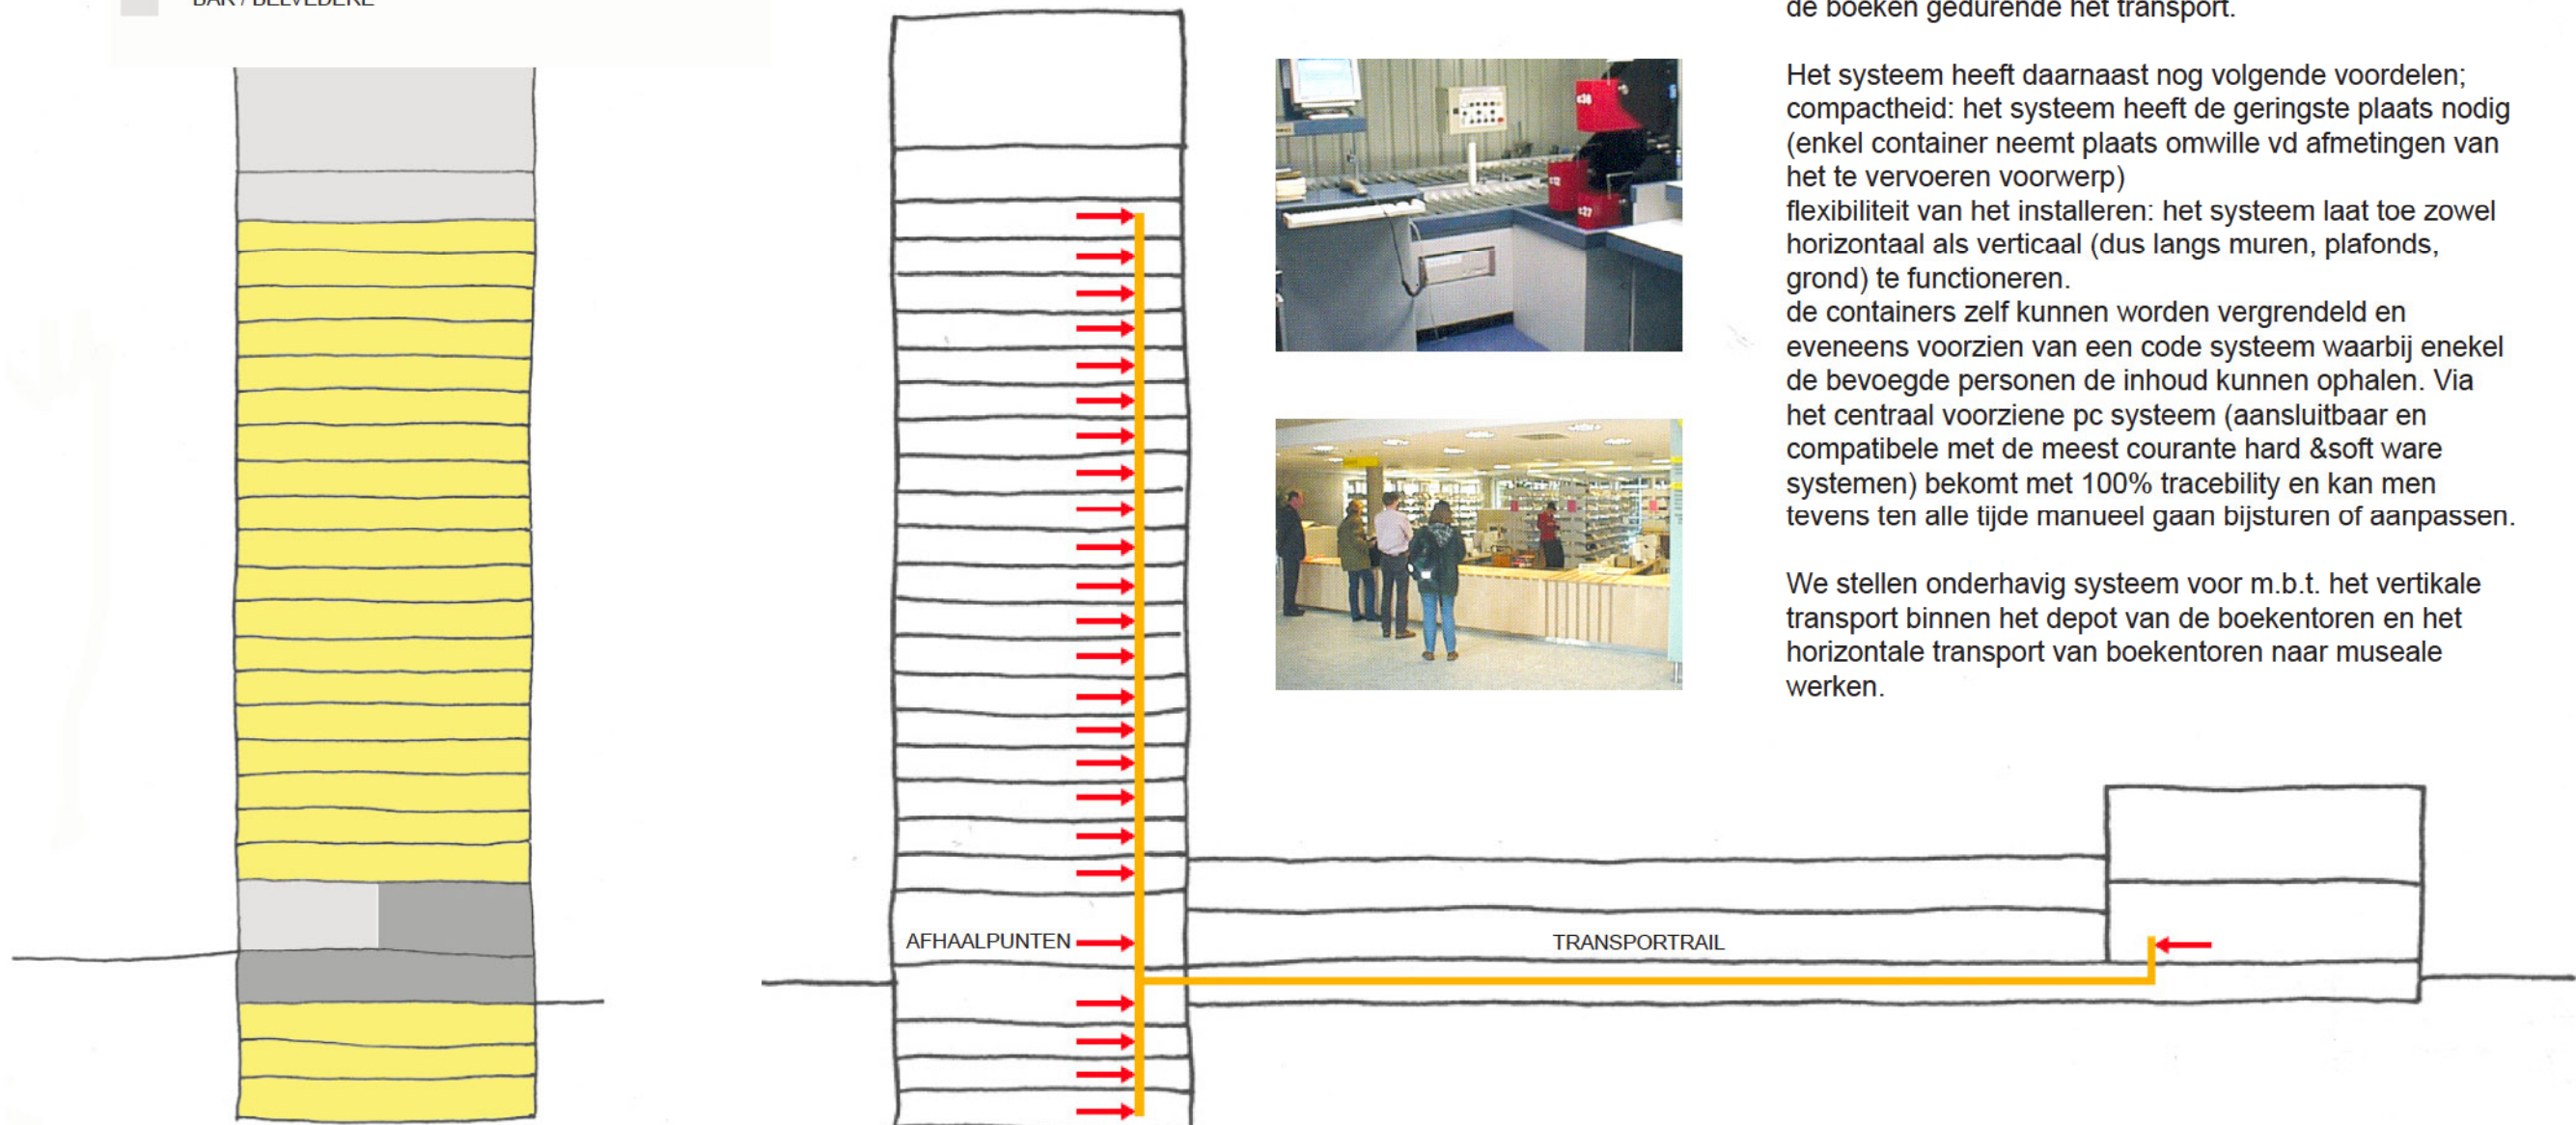 BAR / BELVEDERE
de boeken gedurende het transport.
Het systeem heeft daarnaast nog volgende voordelen;
compactheid: het systeem heeft de geringste plaats nodig
(enkel container neemt plaats omwille vd afmetingen van
het te vervoeren voorwerp)
flexibiliteit van het installeren: het systeem laat toe zowel
horizontaal als verticaal (dus langs muren, plafonds,
grond) te functioneren.
de containers zelf kunnen worden vergrendeld en
eveneens voorzien van een code systeem waarbij enekel
de bevoegde personen de inhoud kunnen ophalen. Via
het centraal voorziene pc systeem (aansluitbaar en
compatibele met de meest courante hard &soft ware
systemen) bekomt met 100% tracebility en kan men
tevens ten alle tijde manueel gaan bijsturen of aanpassen.
We stellen onderhavig systeem voor m.b.t. het vertikale
transport binnen het depot van de boekentoren en het
horizontale transport van boekentoren naar museale
werken.
AFHAALPUNTEN
TRANSPORTRAIL